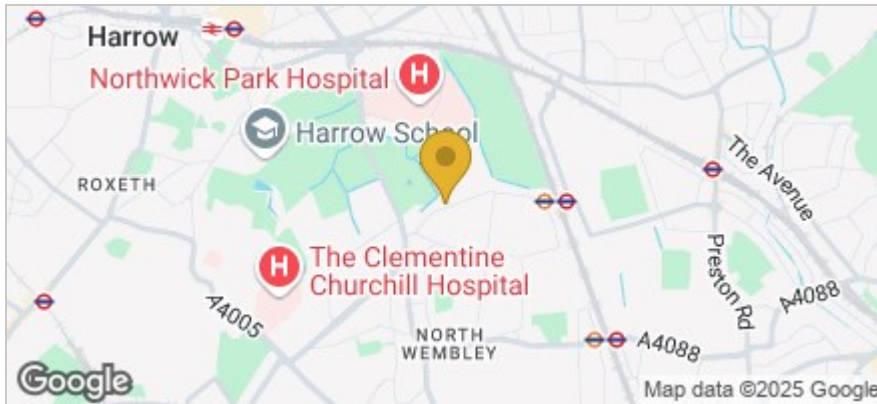 Harrow
Northwick Park Hospital
H
Harrow School
The Avenue
ROXETH
H
The Clementine
Churchill Hospital
Preston Rd
A4088
A4005
NORTH
WEMBLEY
A4088
Google
Map data ©2025 Google